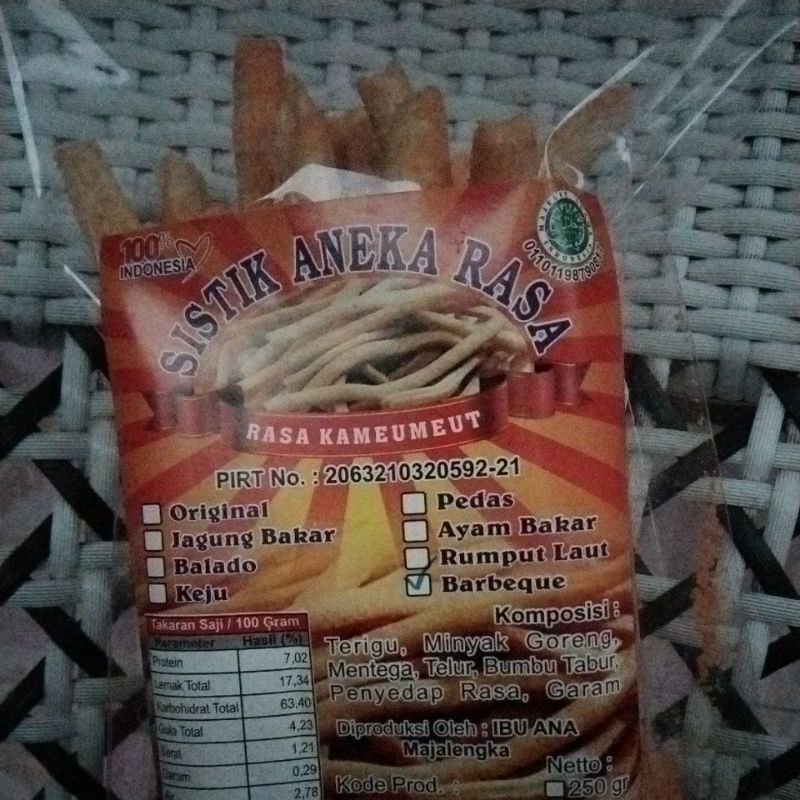 100%
INDONESIA
SISTIK ANEKA RASA
MAJELIS
INDONESIA
RASA KAMEUMEUT
PIRT No. : 2063210320592-21
Original
Jagung Bakar
Balado
Keju
Pedas
Ayam Bakar
Rumput Laut
Barbeque
Takaran Saji / 100 Gram
Parameter Hasil (%)
Protein 7,02
Lemak Total 17,34
Karbohidrat Total 63,40
Gula Total 4,23
Serat 1,21
Garam 0,29
2,78
Komposisi :
Terigu, Minyak Goreng,
Mentega, Telur, Bumbu Tabur,
Penyedap Rasa, Garam
Diproduksi Oleh : IBU ANA
Majalengka
Netto :
Kode Prod. :
250 gr